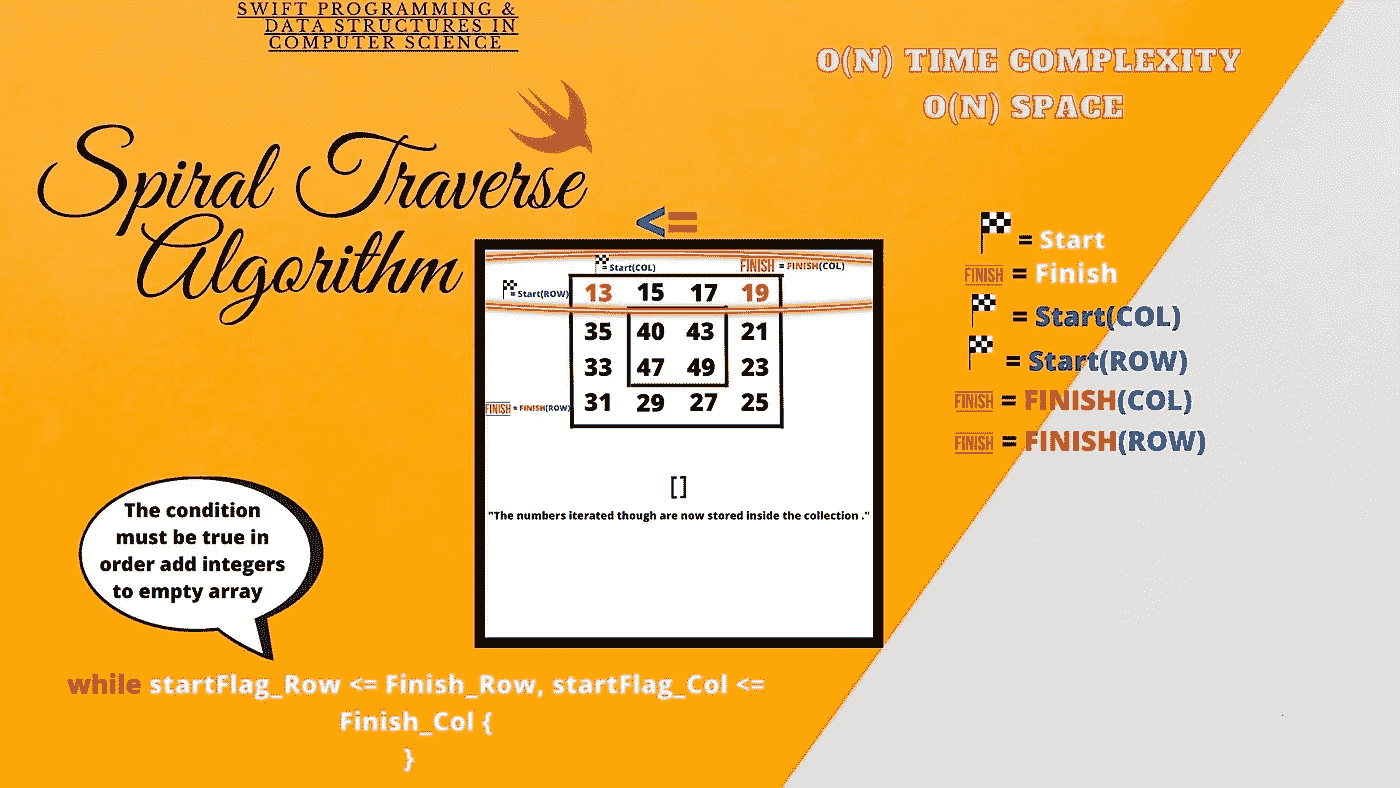 SWIFT PROGRAMMING &
DATA STRUCTURES IN
COMPUTER SCIENCE
O(N) TIME COMPLEXITY
O(N) SPACE
Spiral Traverse
Algorithm
<=
= Start(COL)
FINISH = FINISH(COL)
= Start(ROW)
13 15 17 19
35 40 43 21
33 47 49 23
FINISH = FINISH(ROW)
31 29 27 25
[]
"The numbers iterated though are now stored inside the collection ."
= Start
FINISH = Finish
= Start(COL)
= Start(ROW)
FINISH = FINISH(COL)
FINISH = FINISH(ROW)
The condition
must be true in
order add integers
to empty array
while startFlag_Row <= Finish_Row, startFlag_Col <=
Finish_Col {
}